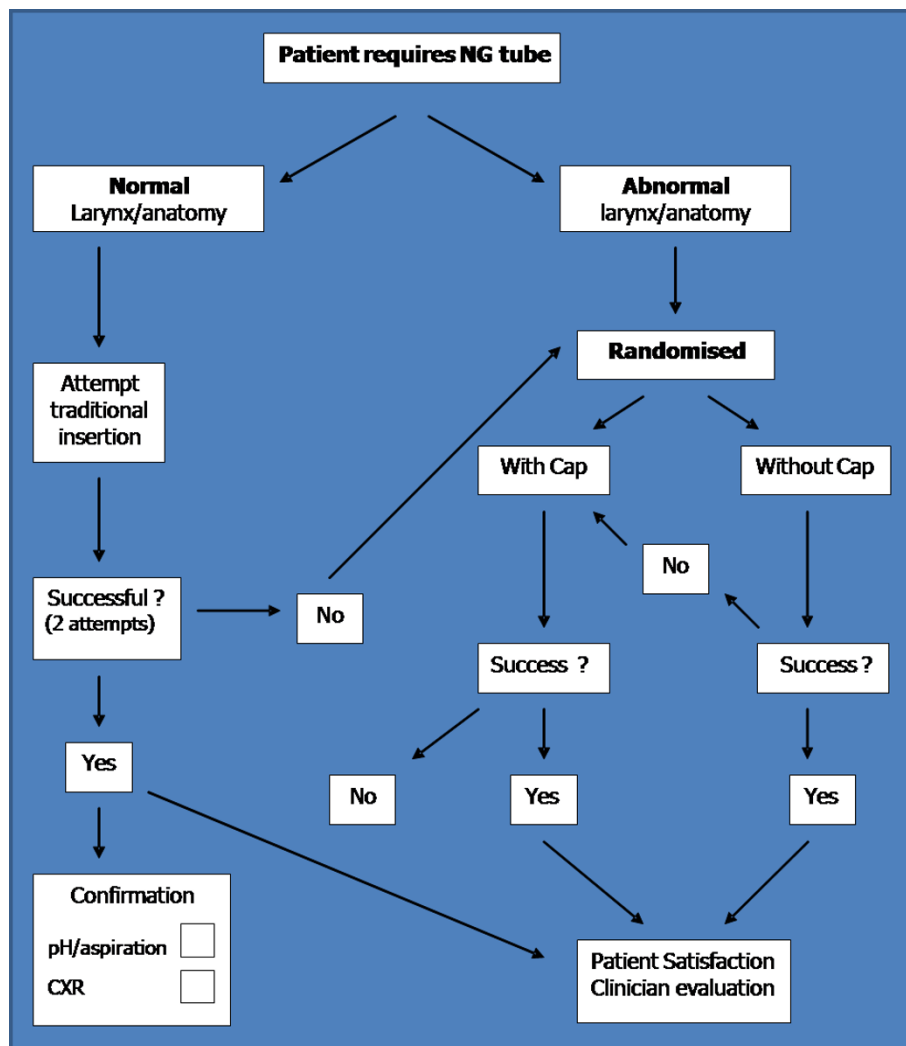 Patient requires NG tube
Normal
Larynx/anatomy
Abnormal
larynx/anatomy
Randomised
Attempt
traditional
insertion
With Cap
Without Cap
No
Successful ?
(2 attempts)
No
Success ?
Success ?
Yes
No
Yes
Yes
Confirmation
pH/aspiration
CXR
Patient Satisfaction
Clinician evaluation